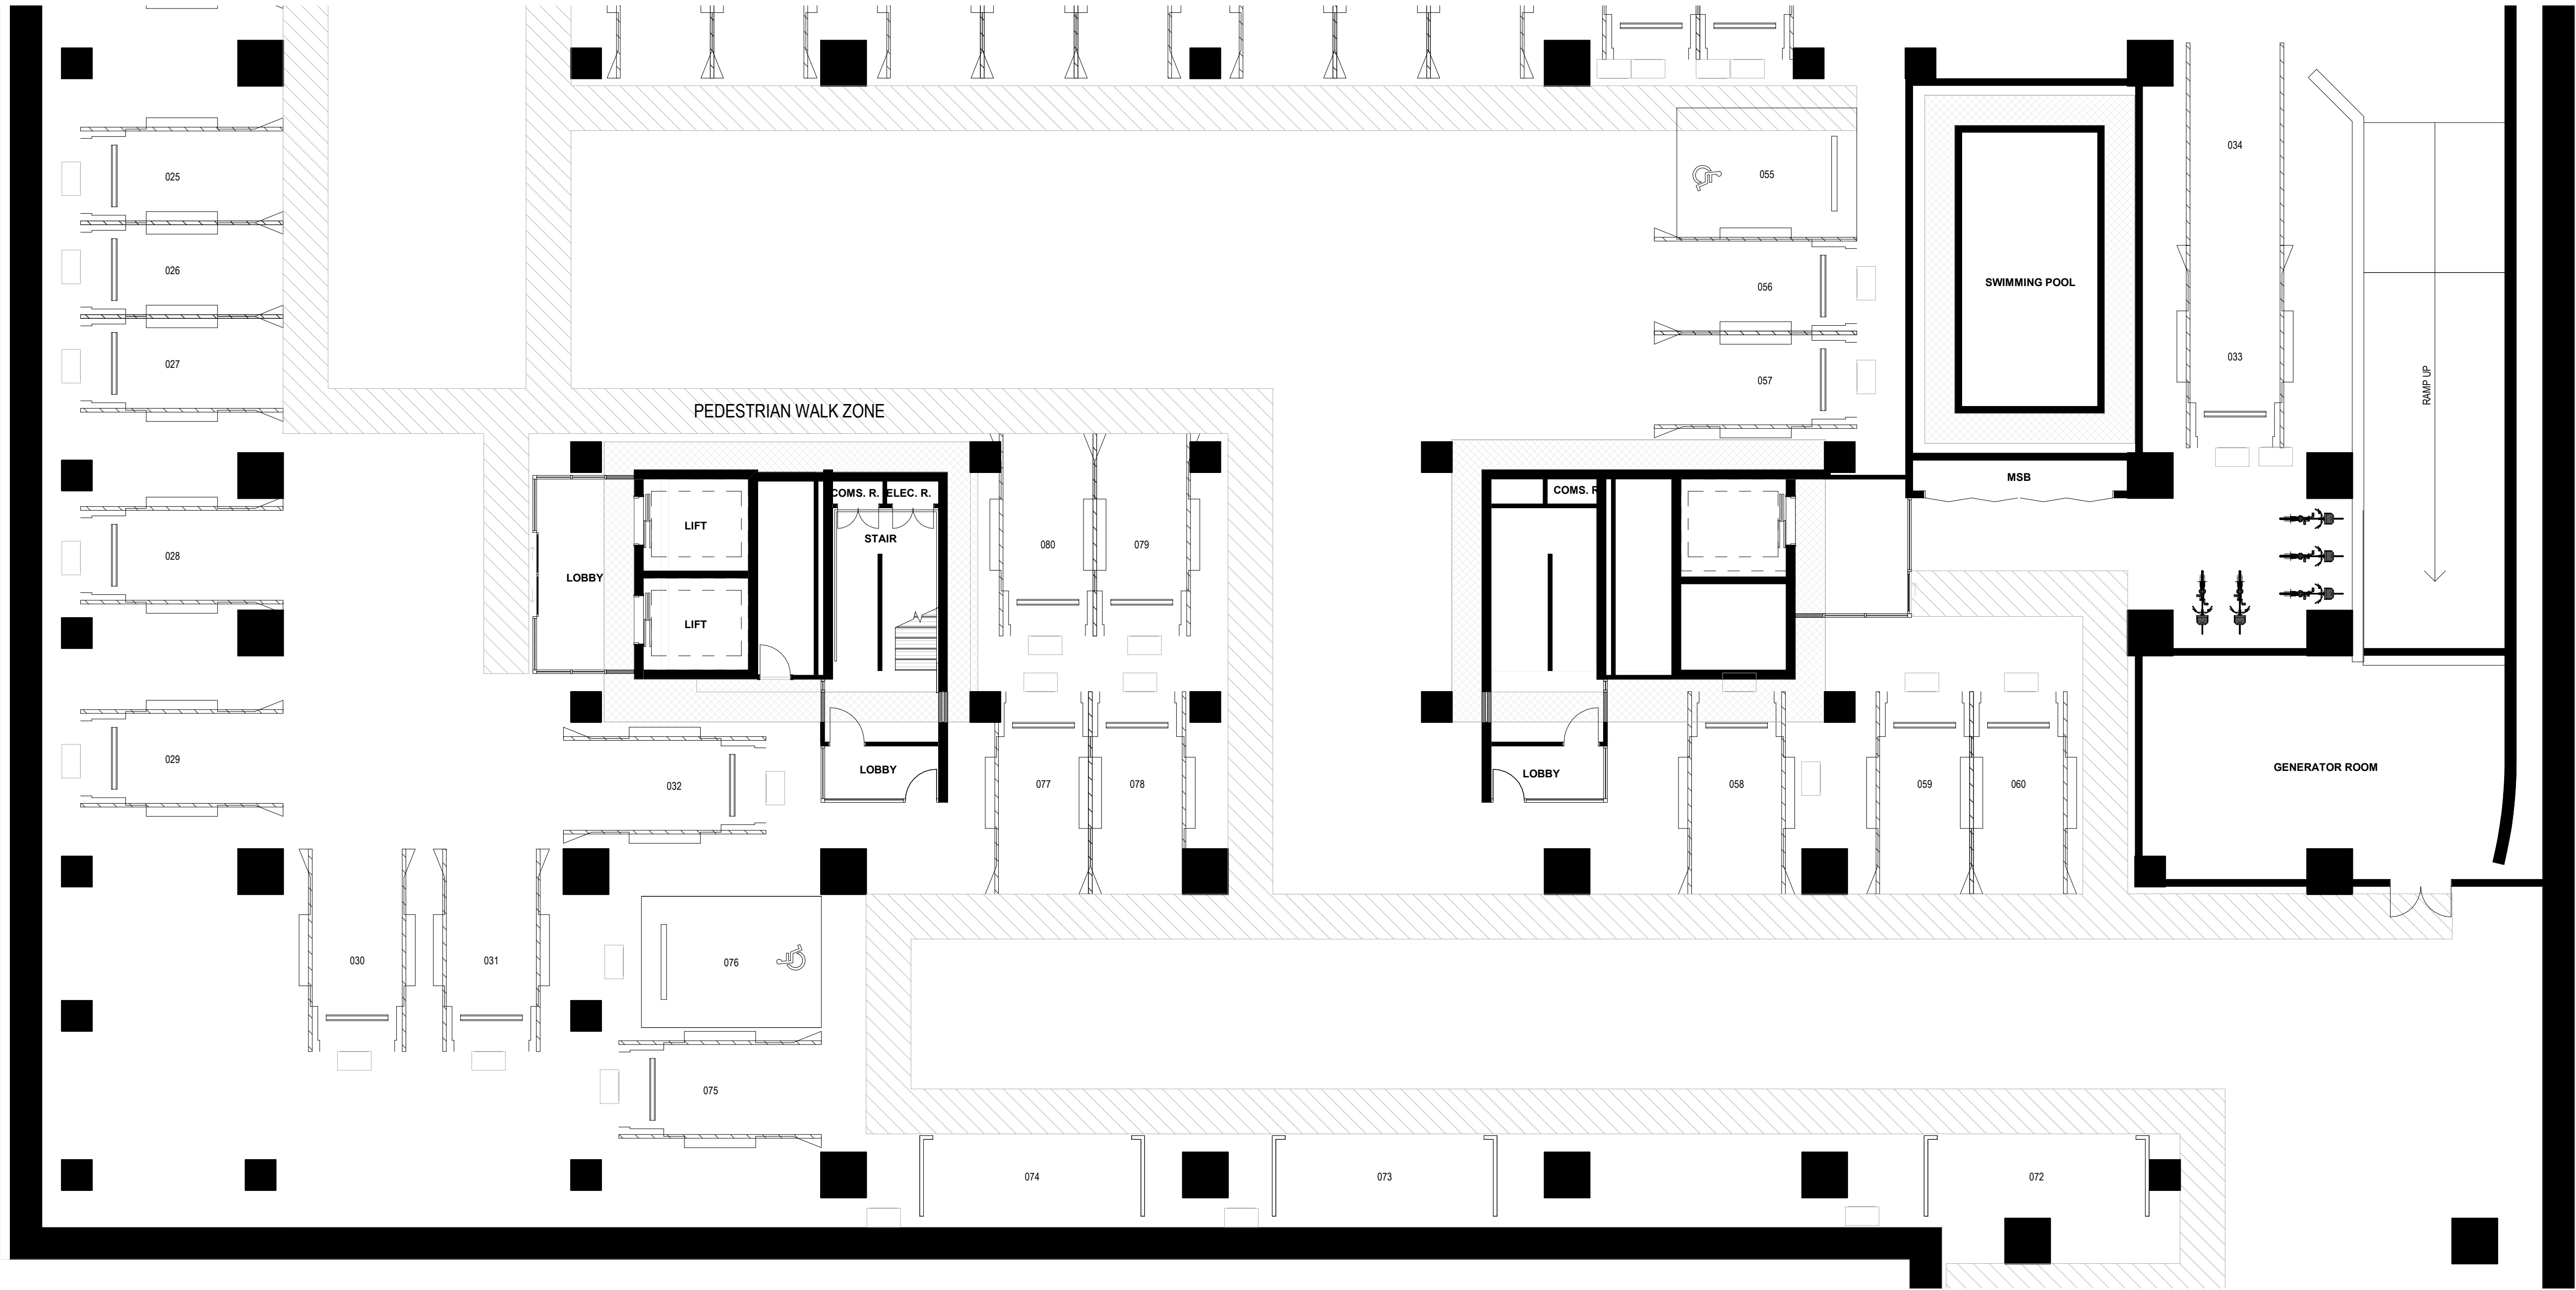 034
025
055
026
SWIMMING POOL
056
033
027
057
RAMP UP
PEDESTRIAN WALK ZONE
MSB
COMS. R.
ELEC. R.
COMS. R
LIFT
STAIR
080
079
028
LOBBY
LIFT
029
032
LOBBY
077
078
LOBBY
058
059
060
GENERATOR ROOM
030
031
076
075
074
073
072